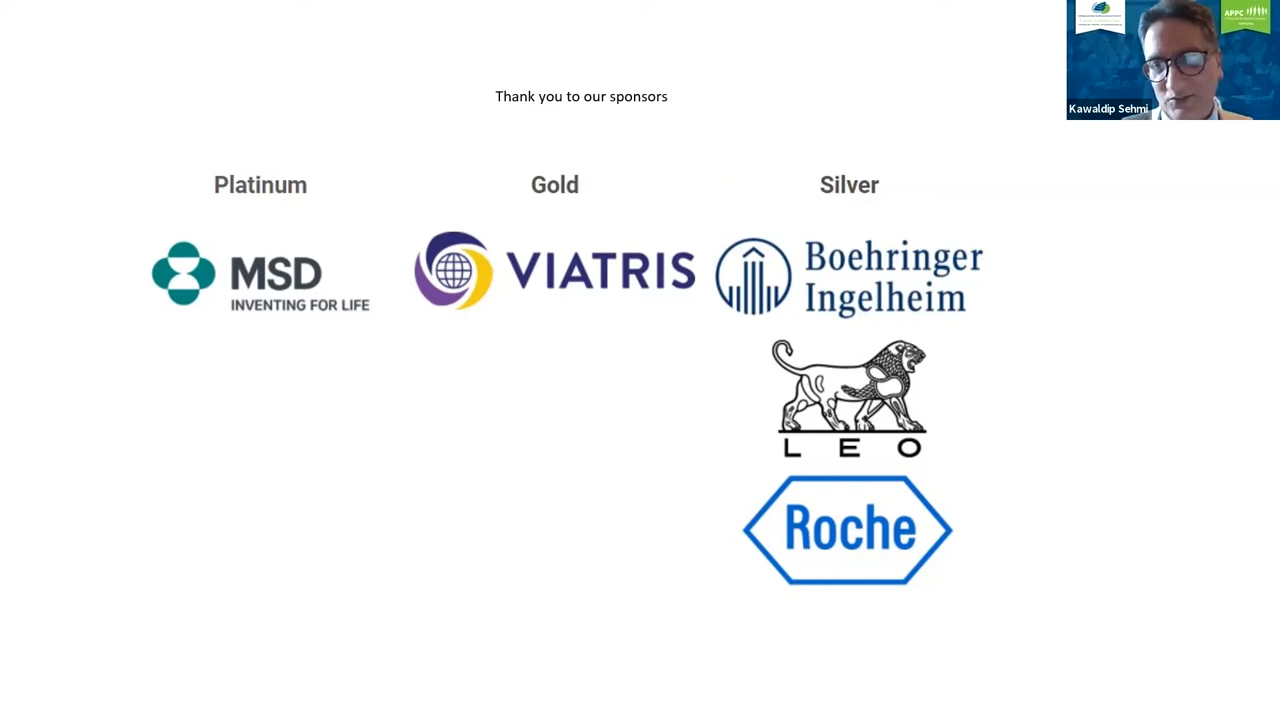 Thank you to our sponsors
Platinum
Gold
Silver
MSD
INVENTING FOR LIFE
VIATRIS
Boehringer
Ingelheim
LEO
Roche
APPC
Kawaldip Sehmi